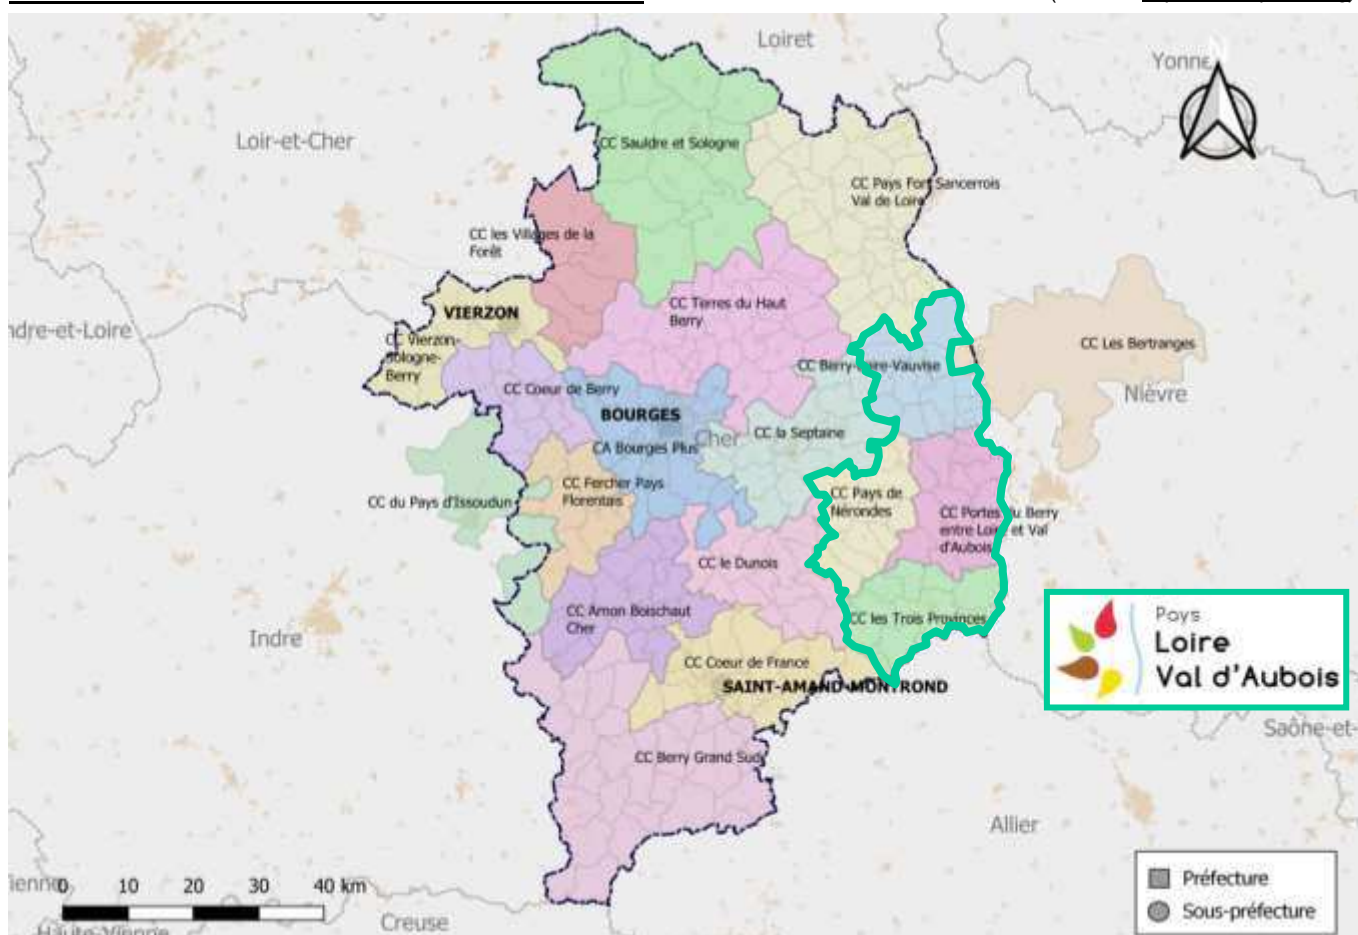 Loiret
N
Yonne
Loir-et-Cher
CC Sauldre et Sologne
CC Pays Fort Sancerrois
Val de Loire
CC les Villages de la
Forêt
CC Terres du Haut
Berry
VIERZON
ndre-et-Loire
CC Vierzon-
Sologne-
Berry
CC Les Bertranges
CC Berry-Loire-Vauvise
Nièvre
CC Coeur de Berry
BOURGES
Cher
CC la Septaine
CA Bourges Plus
CC Fercher Pays
Florentais
CC du Pays d'Issoudun
CC Pays de
Nérondes
CC Portes du Berry
entre Loire et Val
d'Aubois
CC le Dunois
CC Arnon Boischaut
Cher
CC les Trois Provinces
Indre
Pays
Loire
Val d'Aubois
CC Coeur de France
SAINT-AMAND-MONTROND
Saône-et-
CC Berry Grand Sud
Allier
ienne
0 10 20 30 40 km
Haute-Vienne
Creuse
Préfecture
Sous-préfecture